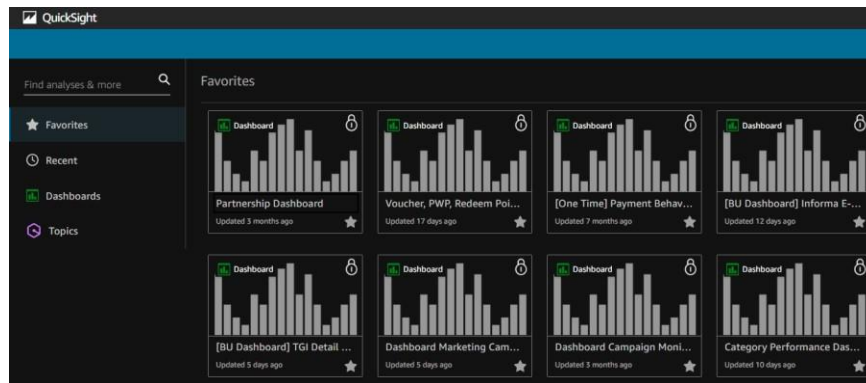 QuickSight
Find analyses & more
Favorites
Recent
Dashboards
Topics
Favorites
Dashboard
Partnership Dashboard
Updated 3 months ago
Dashboard
Voucher, PWP, Redeem Poi...
Updated 17 days ago
Dashboard
[One Time] Payment Behav...
Updated 7 months ago
Dashboard
[BU Dashboard] Informa E-...
Updated 12 days ago
Dashboard
[BU Dashboard] TGI Detail ...
Updated 5 days ago
Dashboard
Dashboard Marketing Cam...
Updated 5 days ago
Dashboard
Dashboard Campaign Moni...
Updated 3 months ago
Dashboard
Category Performance Das...
Updated 10 days ago